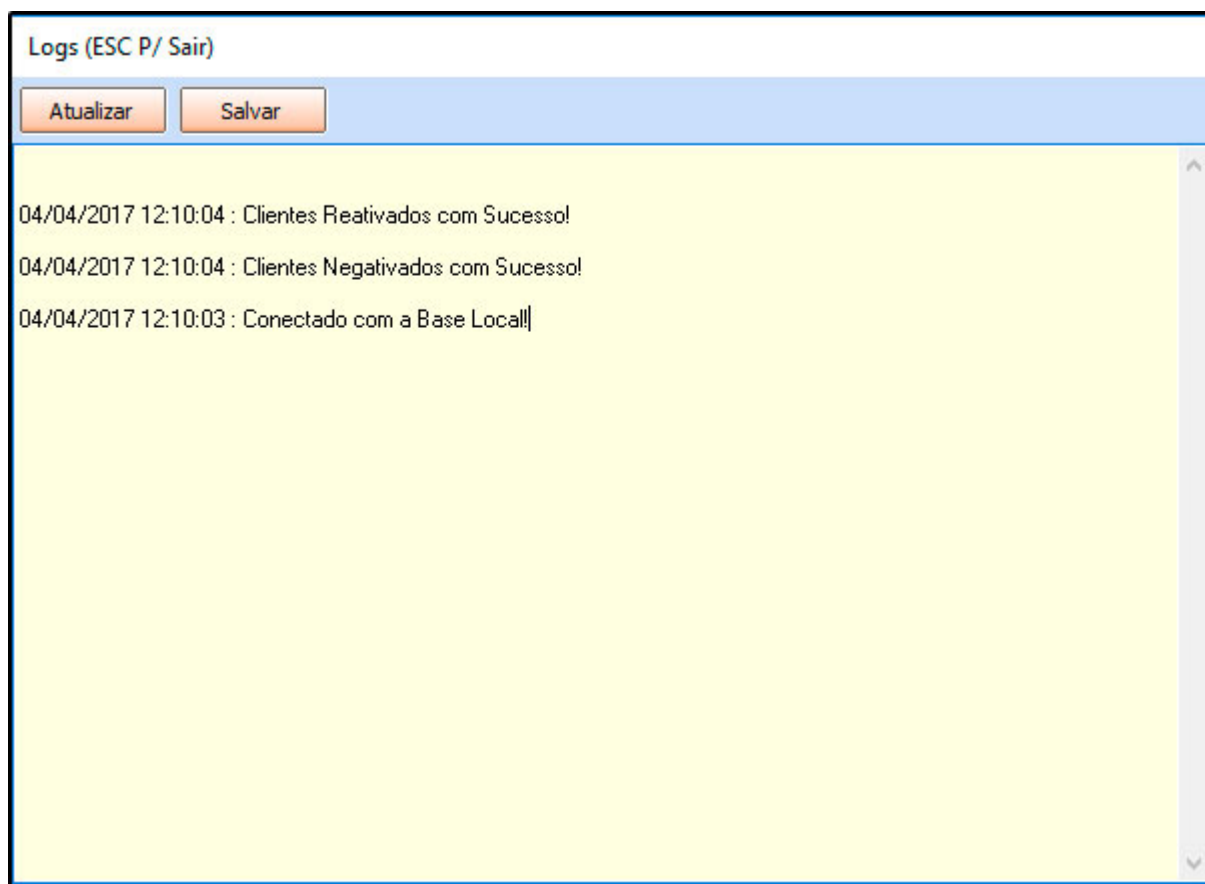 Logs (ESC P/ Sair)
Atualizar Salvar
04/04/2017 12:10:04 : Clientes Reativados com Sucesso!
04/04/2017 12:10:04 : Clientes Negativados com Sucesso!
04/04/2017 12:10:03 : Conectado com a Base Local!